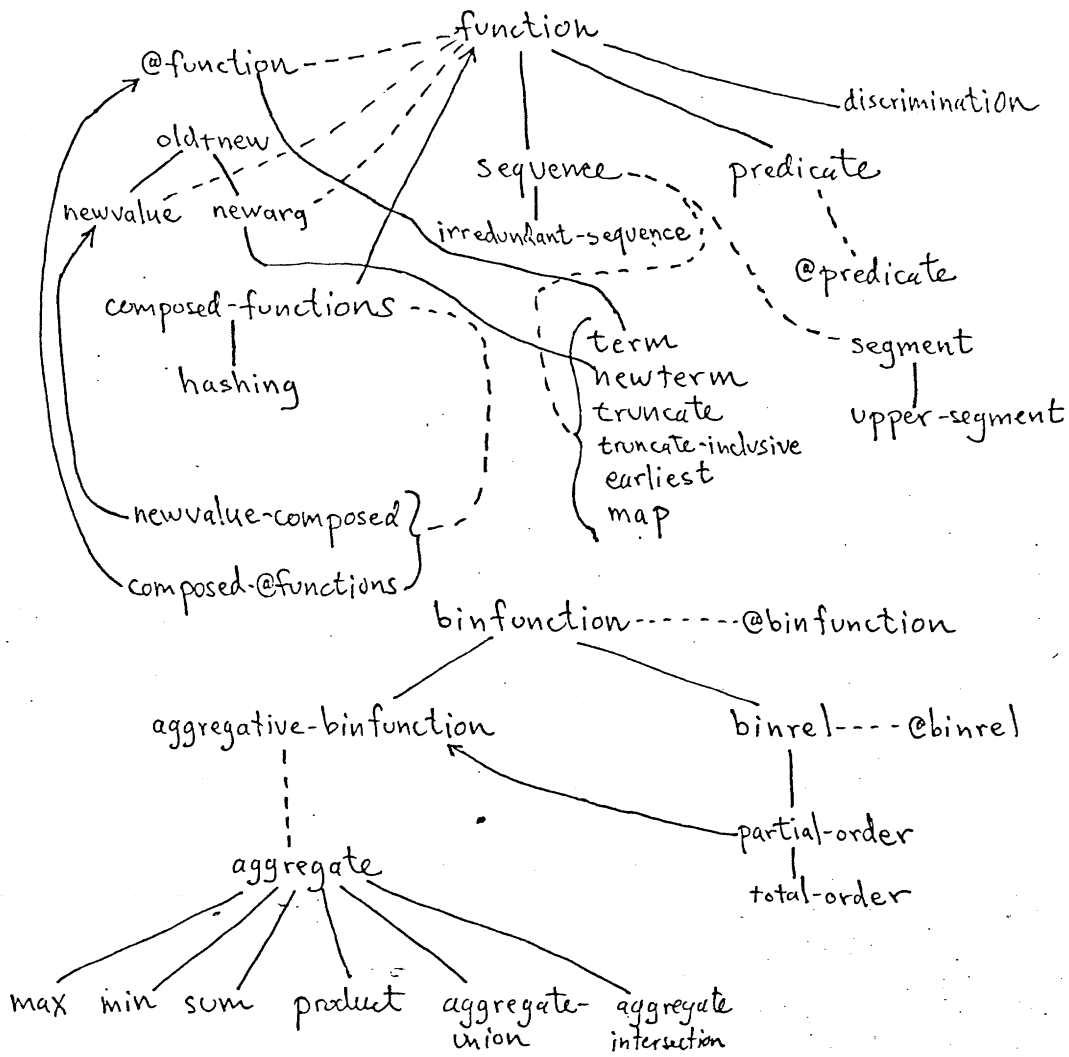 function
@function
discrimination
old+new
sequence
predicate
newvalue newarg
irredundant-sequence
@predicate
composed-functions
term
segment
newterm
hashing
truncate
upper-segment
truncate-inclusive
earliest
newvalue-composed
map
composed-@functions
binfunction @binfunction
aggregative-binfunction
binrel @binrel
partial-order
aggregate
total-order
max min sum product aggregate- aggregate
union intersection